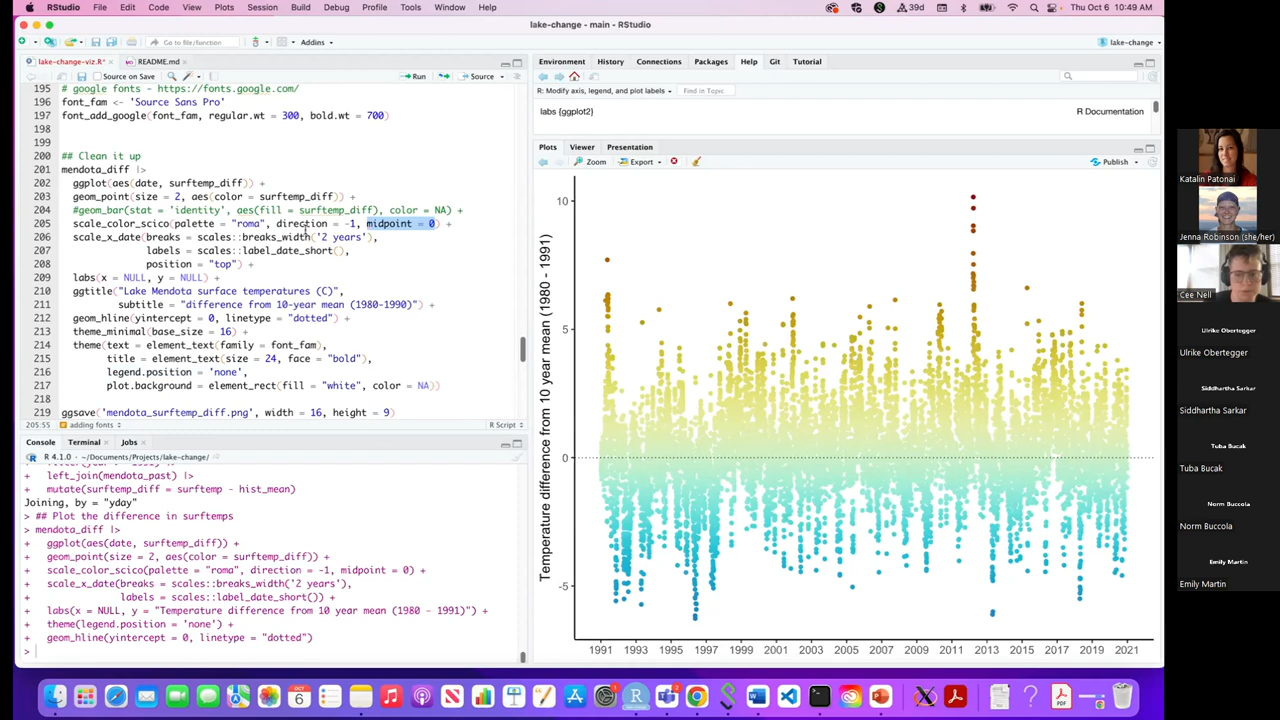 RStudio File Edit Code View Plots Session Build Debug Profile Tools Window Help
39d
Thu Oct 6 10:49 AM
lake-change - main - RStudio
Go to file/function
Addins
lake-change
lake-change-viz.R*
README.md
Source on Save
Run
Source
195 # google fonts - https://fonts.google.com/
196 font_fam <- 'Source Sans Pro'
197 font_add_google(font_fam, regular.wt = 300, bold.wt = 700)
198
199
200 ## Clean it up
201 mendota_diff |>
202 ggplot(aes(date, surftemp_diff)) +
203 geom_point(size = 2, aes(color = surftemp_diff)) +
204 #geom_bar(stat = 'identity', aes(fill = surftemp_diff), color = NA) +
205 scale_color_scico(palette = "roma", direction = -1, midpoint = 0) +
206 scale_x_date(breaks = scales::breaks_width('2 years'),
207 labels = scales::label_date_short(),
208 position = "top") +
209 labs(x = NULL, y = NULL) +
210 ggtitle("Lake Mendota surface temperatures (C)",
211 subtitle = "difference from 10-year mean (1980-1990)") +
212 geom_hline(yintercept = 0, linetype = "dotted") +
213 theme_minimal(base_size = 16) +
214 theme(text = element_text(family = font_fam),
215 title = element_text(size = 24, face = "bold"),
216 legend.position = 'none',
217 plot.background = element_rect(fill = "white", color = NA))
218
219 ggsave('mendota_surftemp_diff.png', width = 16, height = 9)
205:55 adding fonts
R Script
Console Terminal Jobs
R 4.1.0 · ~/Documents/Projects/lake-change/
+ left_join(mendota_past) |>
+ mutate(surftemp_diff = surftemp - hist_mean)
Joining, by = "yday"
> ## Plot the difference in surftemps
> mendota_diff |>
+ ggplot(aes(date, surftemp_diff)) +
+ geom_point(size = 2, aes(color = surftemp_diff)) +
+ scale_color_scico(palette = "roma", direction = -1, midpoint = 0) +
+ scale_x_date(breaks = scales::breaks_width('2 years'),
+ labels = scales::label_date_short()) +
+ labs(x = NULL, y = "Temperature difference from 10 year mean (1980 - 1991)") +
+ theme(legend.position = 'none') +
+ geom_hline(yintercept = 0, linetype = "dotted")
>
Environment History Connections Packages Help Git Tutorial
R: Modify axis, legend, and plot labels
Find in Topic
labs {ggplot2}
R Documentation
Plots Viewer Presentation
Zoom Export
Publish
Temperature difference from 10 year mean (1980 - 1991)
10
5
0
-5
1991 1993 1995 1997 1999 2001 2003 2005 2007 2009 2011 2013 2015 2017 2019 2021
Katalin Patonai
Jenna Robinson (she/her)
Cee Nell
Ulrike Obertegger
Ulrike Obertegger
Siddhartha Sarkar
Siddhartha Sarkar
Tuba Bucak
Tuba Bucak
Norm Buccola
Norm Buccola
Emily Martin
Emily Martin